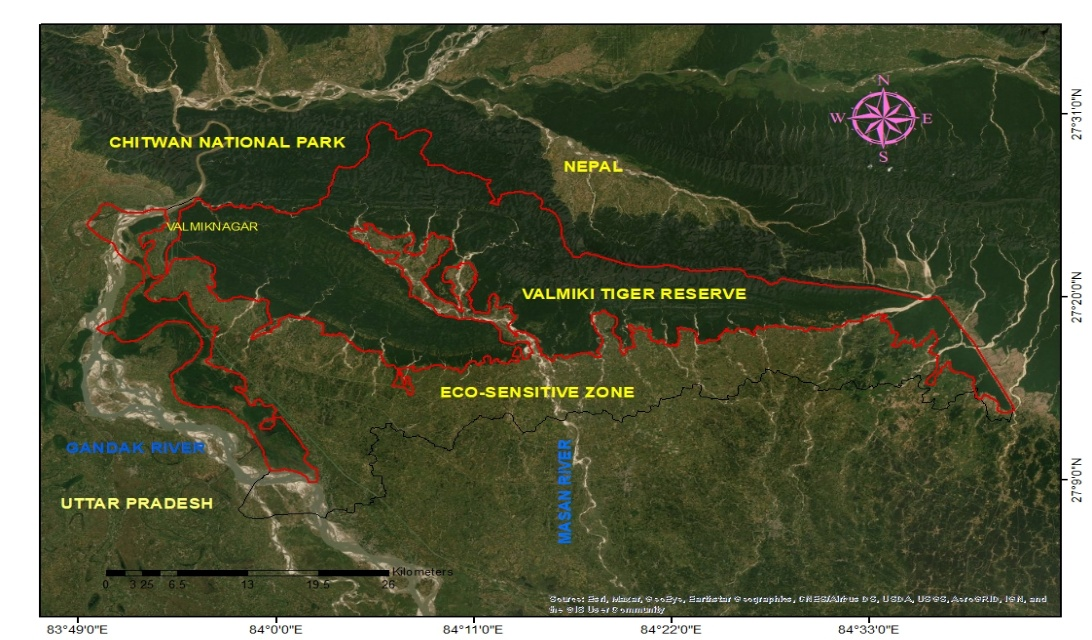 N
W E
S
CHITWAN NATIONAL PARK
NEPAL
VALMIKNAGAR
VALMIKI TIGER RESERVE
ECO-SENSITIVE ZONE
GANDAK RIVER
MASAN RIVER
UTTAR PRADESH
Kilometers
0 3.25 6.5 13 19.5 26
Source: Esri, Maxar, GeoEye, Earthstar Geographics, CNES/Airbus DS, USDA, USGS, AeroGRID, IGN, and
the GIS User Community
27°31'0"N
27°20'0"N
27°9'0"N
83°49'0"E 84°0'0"E 84°11'0"E 84°22'0"E 84°33'0"E